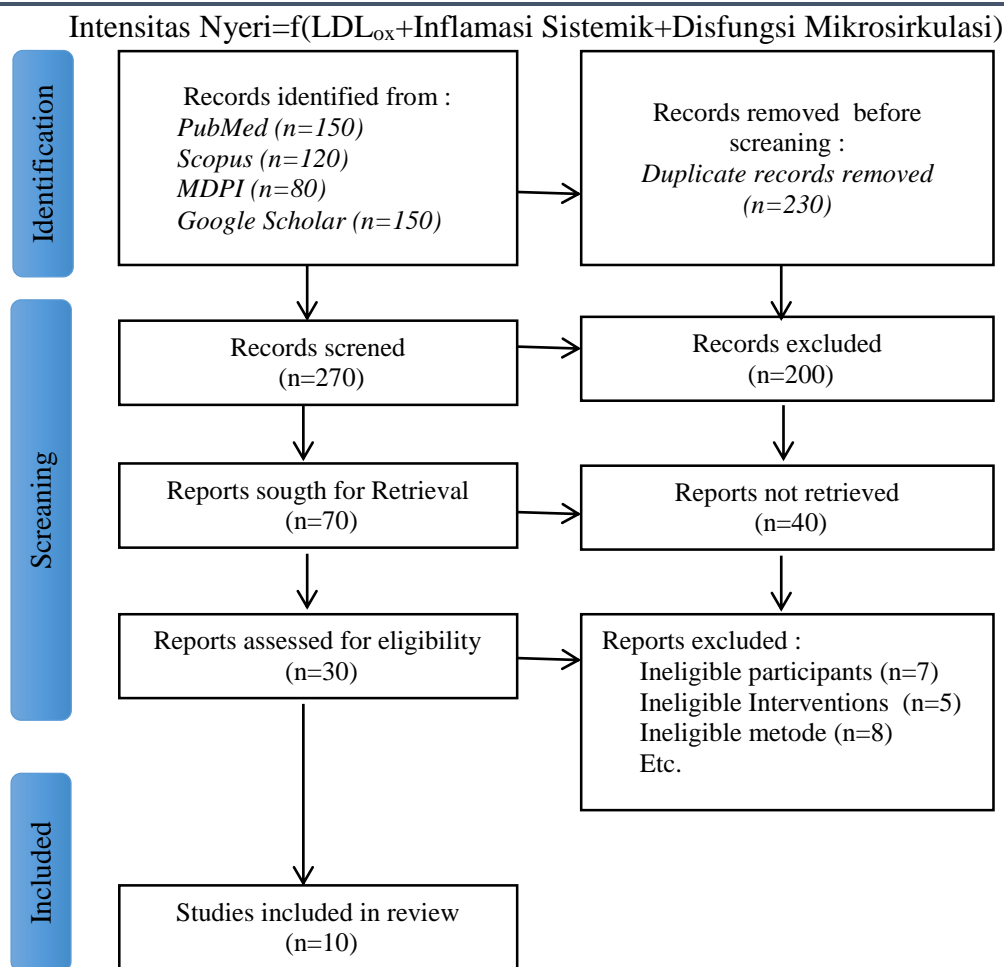 Intensitas Nyeri=f(LDLox+Inflamasi Sistemik+Disfungsi Mikrosirkulasi)
Identification
Records identified from :
PubMed (n=150)
Scopus (n=120)
MDPI (n=80)
Google Scholar (n=150)
Records removed before
screaning :
Duplicate records removed
(n=230)
Screaning
Records screned
(n=270)
Records excluded
(n=200)
Reports sougth for Retrieval
(n=70)
Reports not retrieved
(n=40)
Reports assessed for eligibility
(n=30)
Reports excluded :
Ineligible participants (n=7)
Ineligible Interventions (n=5)
Ineligible metode (n=8)
Etc.
Included
Studies included in review
(n=10)